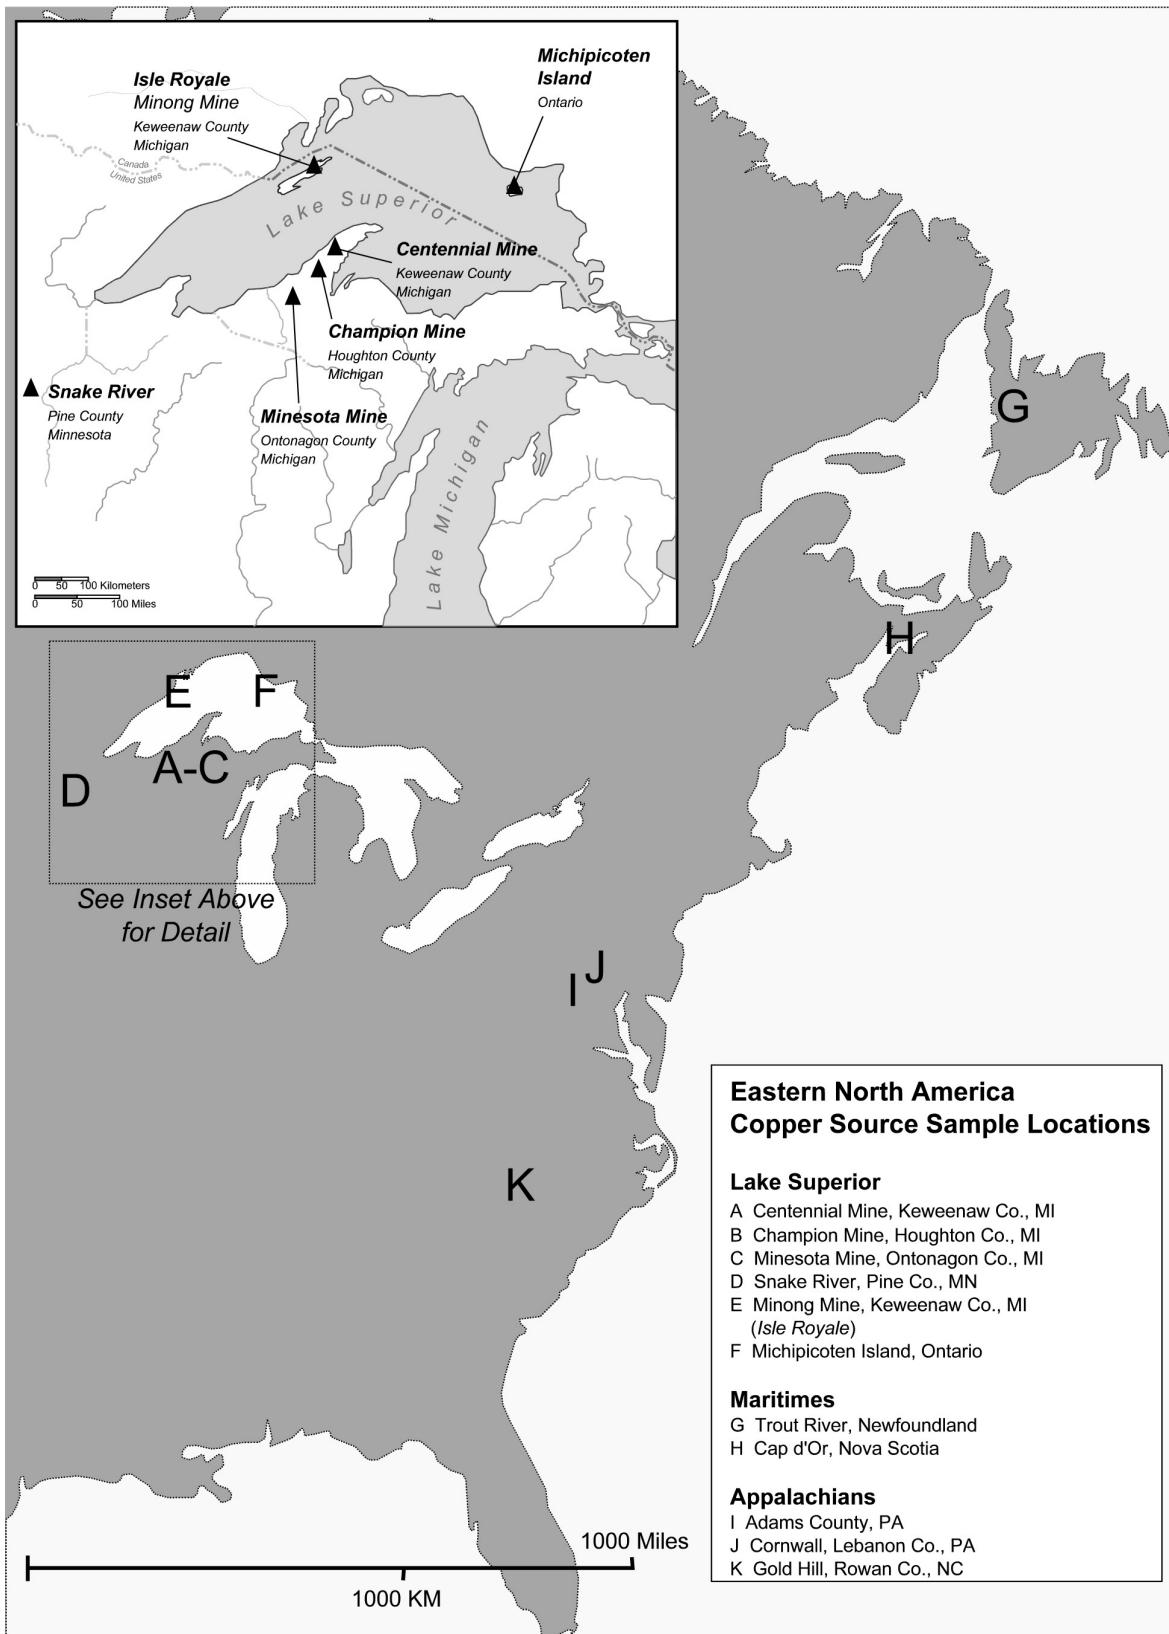 Isle Royale
Minong Mine
Keweenaw County
Michigan
Michipicoten
Island
Ontario
Canada
United States
Lake Superior
Centennial Mine
Keweenaw County
Michigan
Champion Mine
Houghton County
Michigan
Snake River
Pine County
Minnesota
Minesota Mine
Ontonagon County
Michigan
Lake Michigan
0 50 100 Kilometers
0 50 100 Miles
G
H
E
F
A-C
D
See Inset Above
for Detail
J
I
K
Eastern North America
Copper Source Sample Locations
Lake Superior
A Centennial Mine, Keweenaw Co., MI
B Champion Mine, Houghton Co., MI
C Minesota Mine, Ontonagon Co., MI
D Snake River, Pine Co., MN
E Minong Mine, Keweenaw Co., MI
(Isle Royale)
F Michipicoten Island, Ontario
Maritimes
G Trout River, Newfoundland
H Cap d'Or, Nova Scotia
Appalachians
I Adams County, PA
J Cornwall, Lebanon Co., PA
K Gold Hill, Rowan Co., NC
1000 Miles
1000 KM